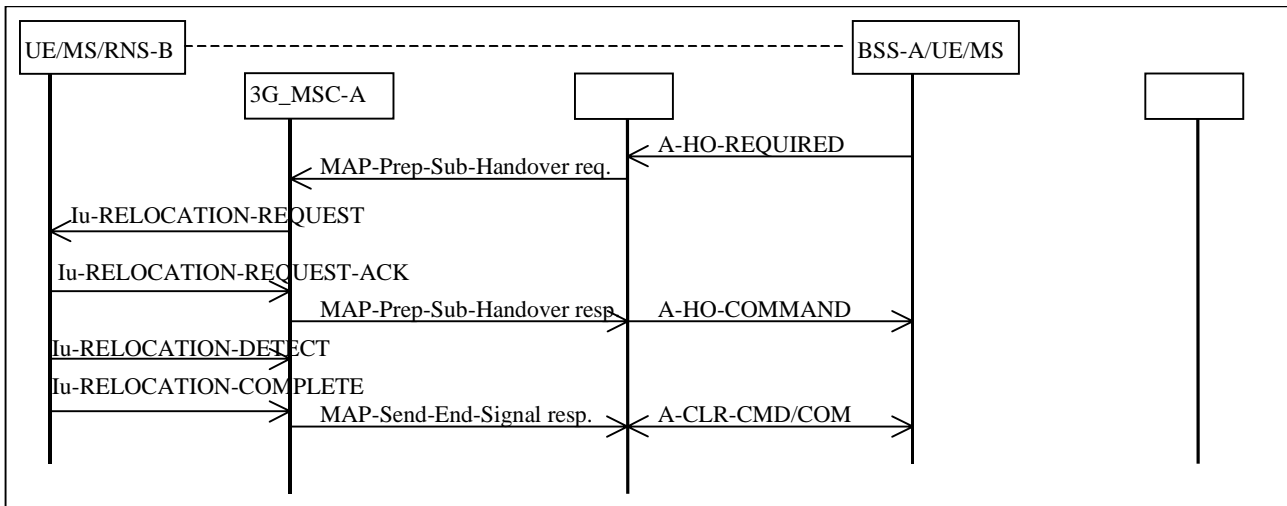 UE/MS/RNS-B
BSS-A/UE/MS
3G_MSC-A
A-HO-REQUIRED
MAP-Prep-Sub-Handover req.
Iu-RELOCATION-REQUEST
Iu-RELOCATION-REQUEST-ACK
MAP-Prep-Sub-Handover resp.
A-HO-COMMAND
Iu-RELOCATION-DETECT
Iu-RELOCATION-COMPLETE
MAP-Send-End-Signal resp.
A-CLR-CMD/COM